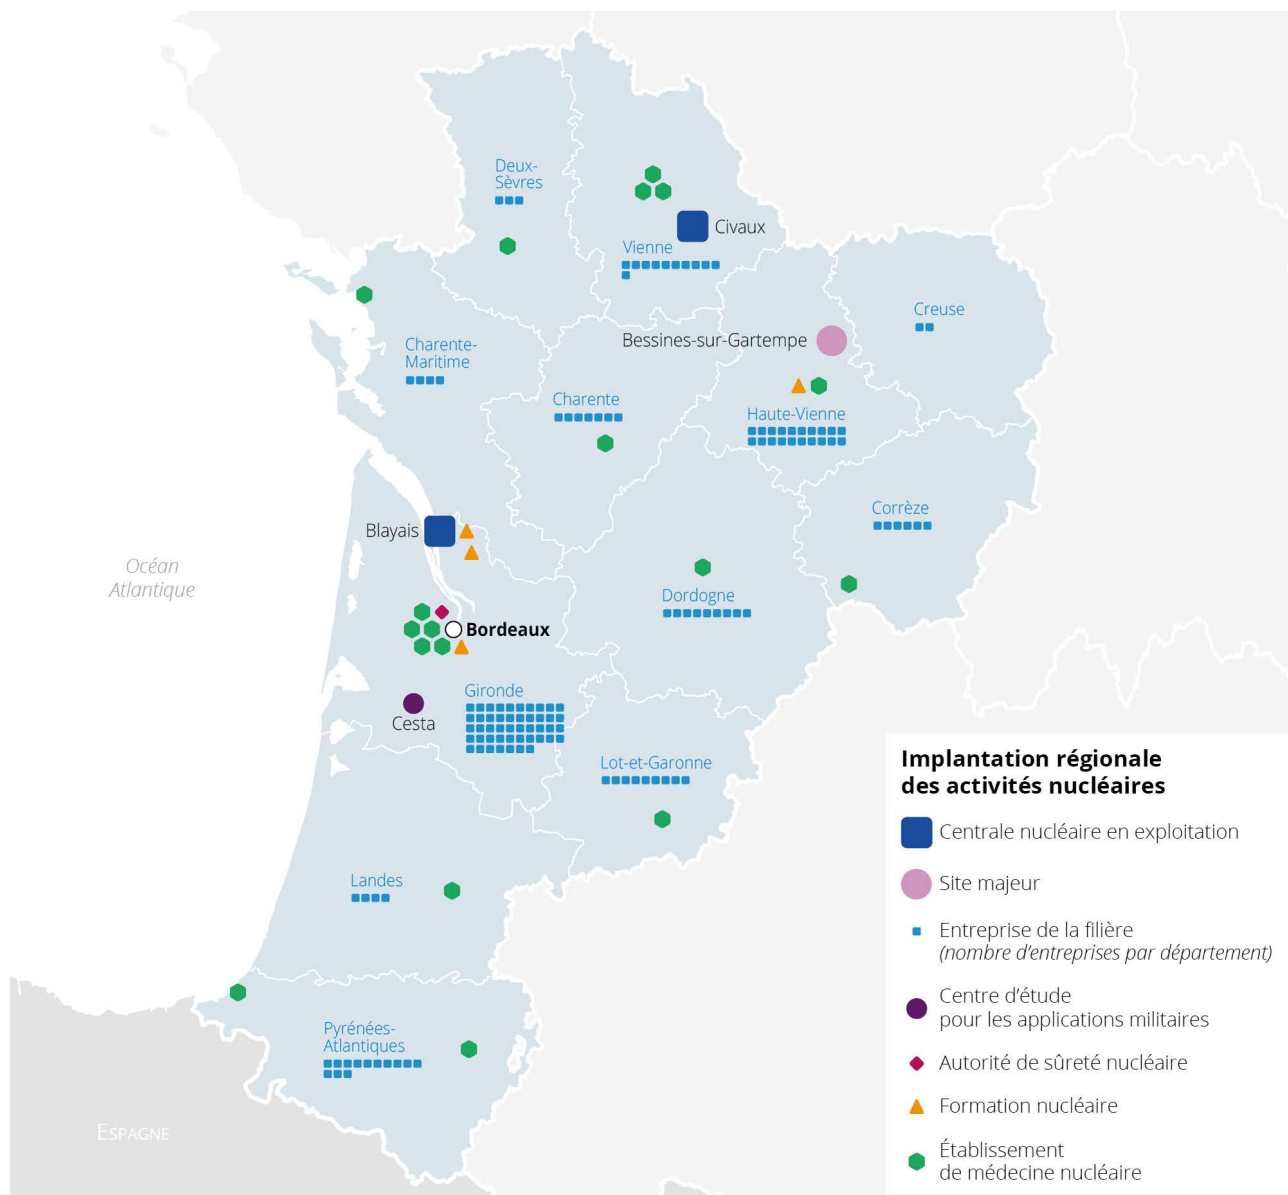 Deux-
Sèvres
Civaux
Vienne
Creuse
Bessines-sur-Gartempe
Charente-
Maritime
Charente
Haute-Vienne
Corrèze
Blayais
Océan
Atlantique
Dordogne
Bordeaux
Gironde
Cesta
Lot-et-Garonne
Landes
Pyrénées-
Atlantiques
ESPAGNE
Implantation régionale
des activités nucléaires
Centrale nucléaire en exploitation
Site majeur
Entreprise de la filière
(nombre d’entreprises par département)
Centre d’étude
pour les applications militaires
Autorité de sûreté nucléaire
Formation nucléaire
Établissement
de médecine nucléaire